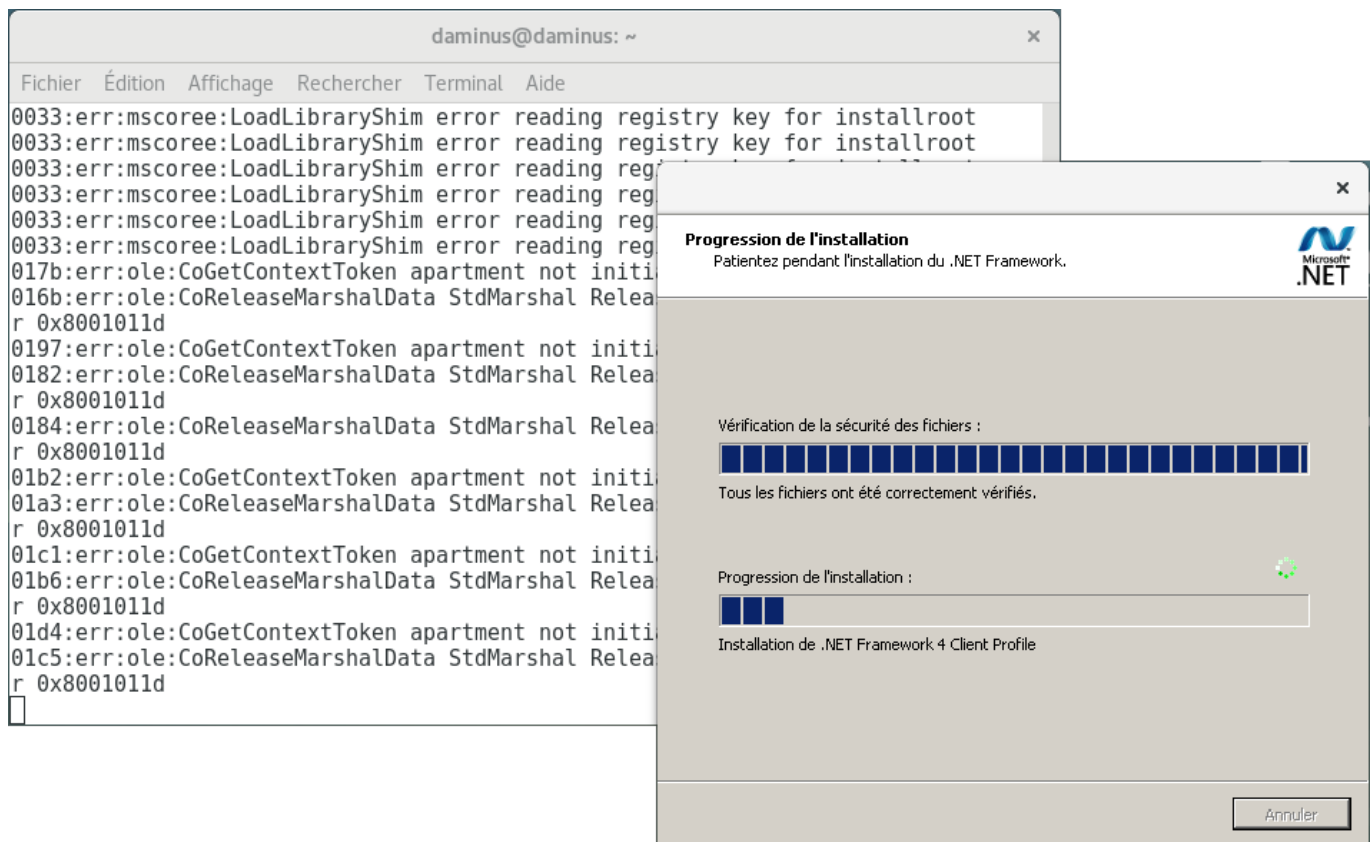 daminus@daminus: ~
Fichier Édition Affichage Rechercher Terminal Aide
0033:err:mscoree:LoadLibraryShim error reading registry key for installroot
0033:err:mscoree:LoadLibraryShim error reading registry key for installroot
0033:err:mscoree:LoadLibraryShim error reading reg
0033:err:mscoree:LoadLibraryShim error reading reg
0033:err:mscoree:LoadLibraryShim error reading reg
0033:err:mscoree:LoadLibraryShim error reading reg
017b:err:ole:CoGetContextToken apartment not initi
016b:err:ole:CoReleaseMarshalData StdMarshal Relea
r 0x8001011d
0197:err:ole:CoGetContextToken apartment not initi
0182:err:ole:CoReleaseMarshalData StdMarshal Relea
r 0x8001011d
0184:err:ole:CoReleaseMarshalData StdMarshal Relea
r 0x8001011d
01b2:err:ole:CoGetContextToken apartment not initi
01a3:err:ole:CoReleaseMarshalData StdMarshal Relea
r 0x8001011d
01c1:err:ole:CoGetContextToken apartment not initi
01b6:err:ole:CoReleaseMarshalData StdMarshal Relea
r 0x8001011d
01d4:err:ole:CoGetContextToken apartment not initi
01c5:err:ole:CoReleaseMarshalData StdMarshal Relea
r 0x8001011d
Progression de l'installation
Patientez pendant l'installation du .NET Framework.
Microsoft
.NET
Vérification de la sécurité des fichiers :
Tous les fichiers ont été correctement vérifiés.
Progression de l'installation :
Installation de .NET Framework 4 Client Profile
Annuler